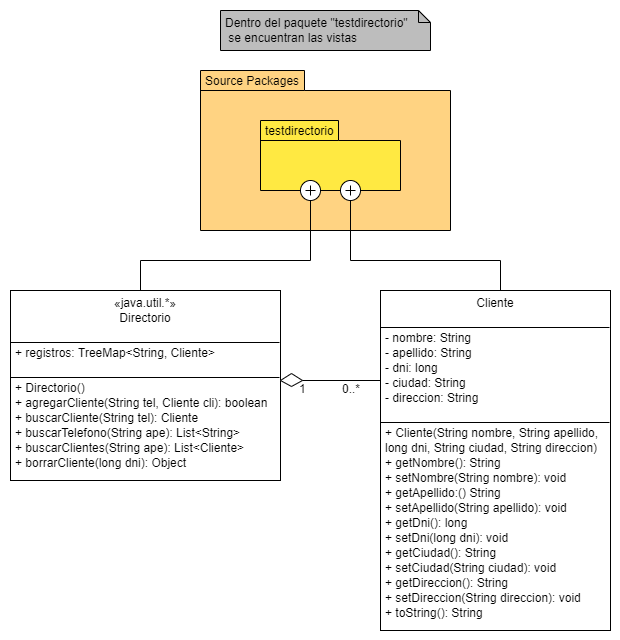 Dentro del paquete "testdirectorio"
se encuentran las vistas
Source Packages
testdirectorio
«java.util.*»
Directorio
+ registros: TreeMap<String, Cliente>
+ Directorio()
+ agregarCliente(String tel, Cliente cli): boolean
+ buscarCliente(String tel): Cliente
+ buscarTelefono(String ape): List<String>
+ buscarClientes(String ape): List<Cliente>
+ borrarCliente(long dni): Object
1
0..*
Cliente
- nombre: String
- apellido: String
- dni: long
- ciudad: String
- direccion: String
+ Cliente(String nombre, String apellido,
long dni, String ciudad, String direccion)
+ getNombre(): String
+ setNombre(String nombre): void
+ getApellido:() String
+ setApellido(String apellido): void
+ getDni(): long
+ setDni(long dni): void
+ getCiudad(): String
+ setCiudad(String ciudad): void
+ getDireccion(): String
+ setDireccion(String direccion): void
+ toString(): String